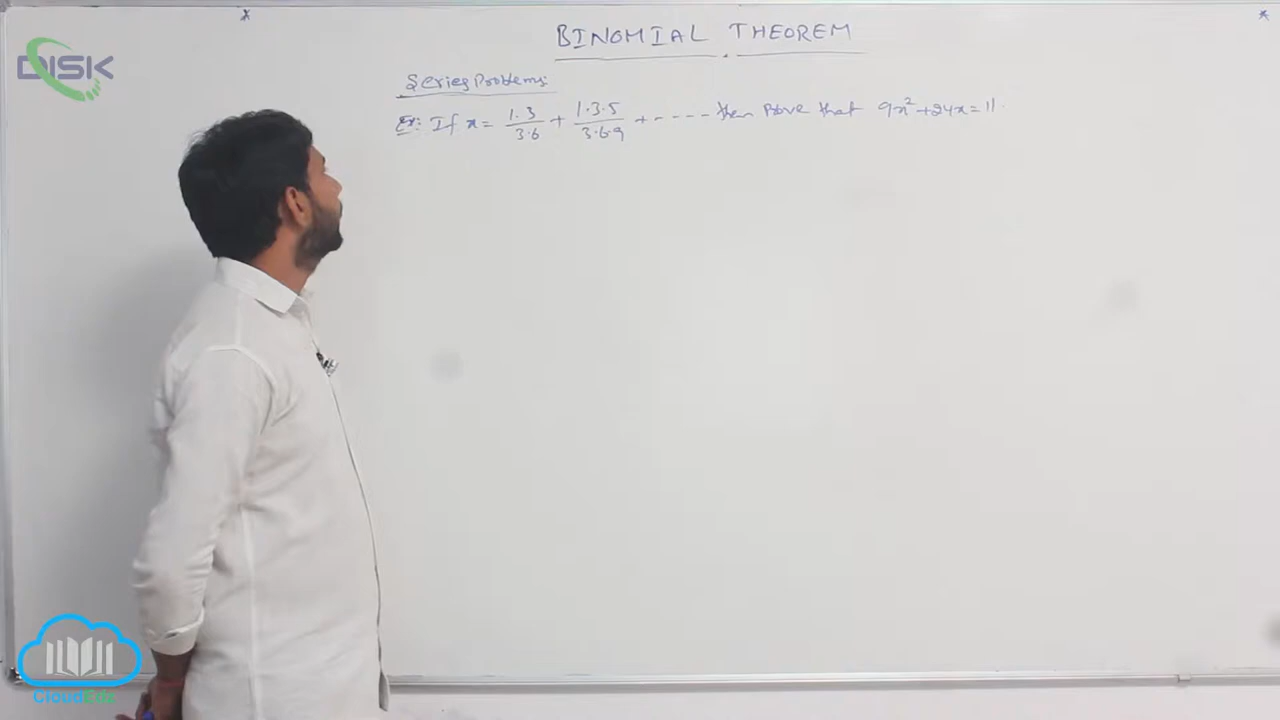 DISK
BINOMIAL THEOREM
Series Problems:
Ex: If x = 1·3/3·6 + 1·3·5/3·6·9 + ----- then prove that 9x² + 24x = 11.
CloudEdz